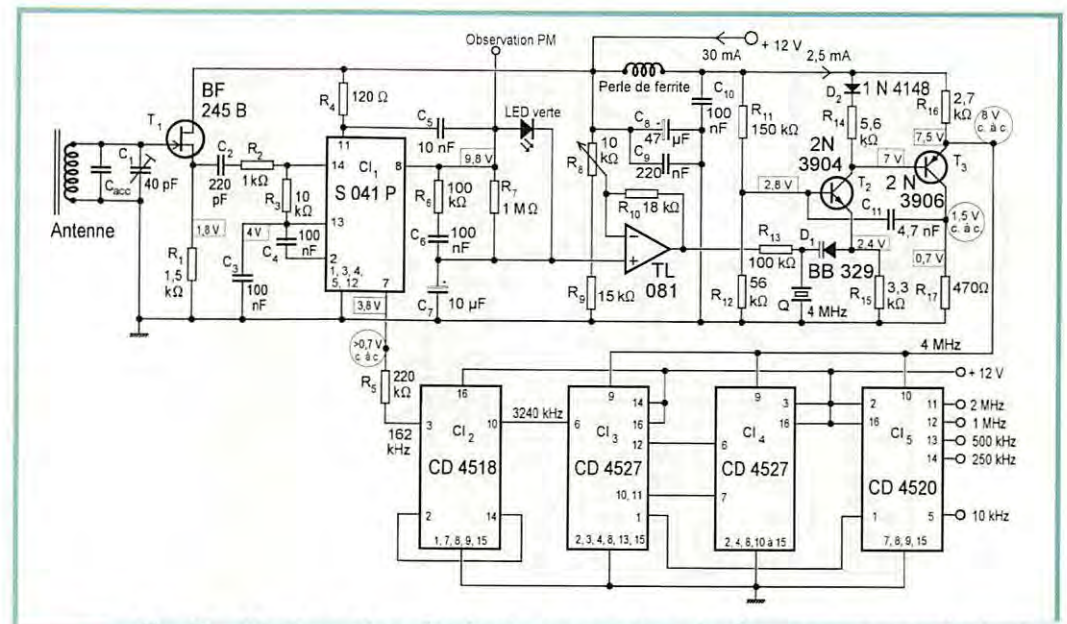 Observation PM
+ 12 V
30 mA
2,5 mA
BF
245 B
T1
R4
120 Ω
C5
10 nF
LED verte
Perle de ferrite
C10
100
nF
R11
150 kΩ
D2
1 N 4148
R14
5,6
kΩ
R16
2,7
kΩ
8 V
c. à c.
7,5 V
C8
47
µF
C9
220
nF
R8
10
kΩ
2N
3904
7 V
T3
2 N
3906
Antenne
Cacc
C1
40 pF
C2
220
pF
R2
1kΩ
R3
10
kΩ
11
14
CI1
8
S 041 P
13
2
1, 3, 4,
5, 12
7
9,8 V
R6
100
kΩ
R7
1 MΩ
R10
18 kΩ
2,8 V
T2
C11
4,7 nF
1,5 V
c. à c.
1,8 V
4 V
C4
100
nF
C3
100
nF
R1
1,5
kΩ
C6
100
nF
C7
10 µF
−
+
TL
081
R13
100 kΩ
D1
BB 329
2,4 V
0,7 V
R9
15 kΩ
R12
56
kΩ
Q
4 MHz
R15
3,3
kΩ
R17
470Ω
3,8 V
>0,7 V
c. à c.
R5
220
kΩ
162
kHz
4 MHz
+ 12 V
16
3
CI2
10
CD 4518
2
14
1, 7, 8, 9, 15
3240 kHz
9
14
16
6
CI3
12
CD 4527
10, 11
1
2, 3, 4, 8, 13, 15
9
3
16
CI4
6
CD 4527
7
2, 4, 8, 10 à 15
10
2
11
2 MHz
16
12
1 MHz
CI5
13
500 kHz
14
250 kHz
CD 4520
1
5
10 kHz
7, 8, 9, 15